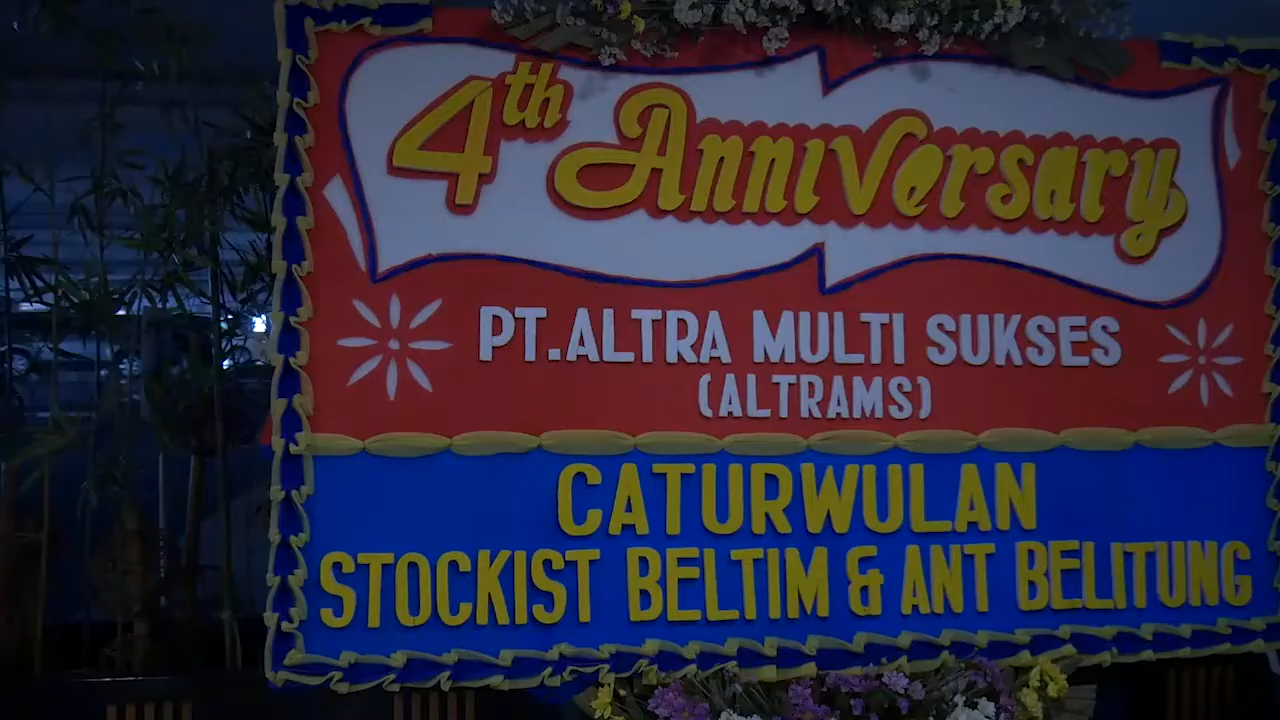 4th Anniversary
PT.ALTRA MULTI SUKSES
(ALTRAMS)
CATURWULAN
STOCKIST BELTIM & ANT BELITUNG